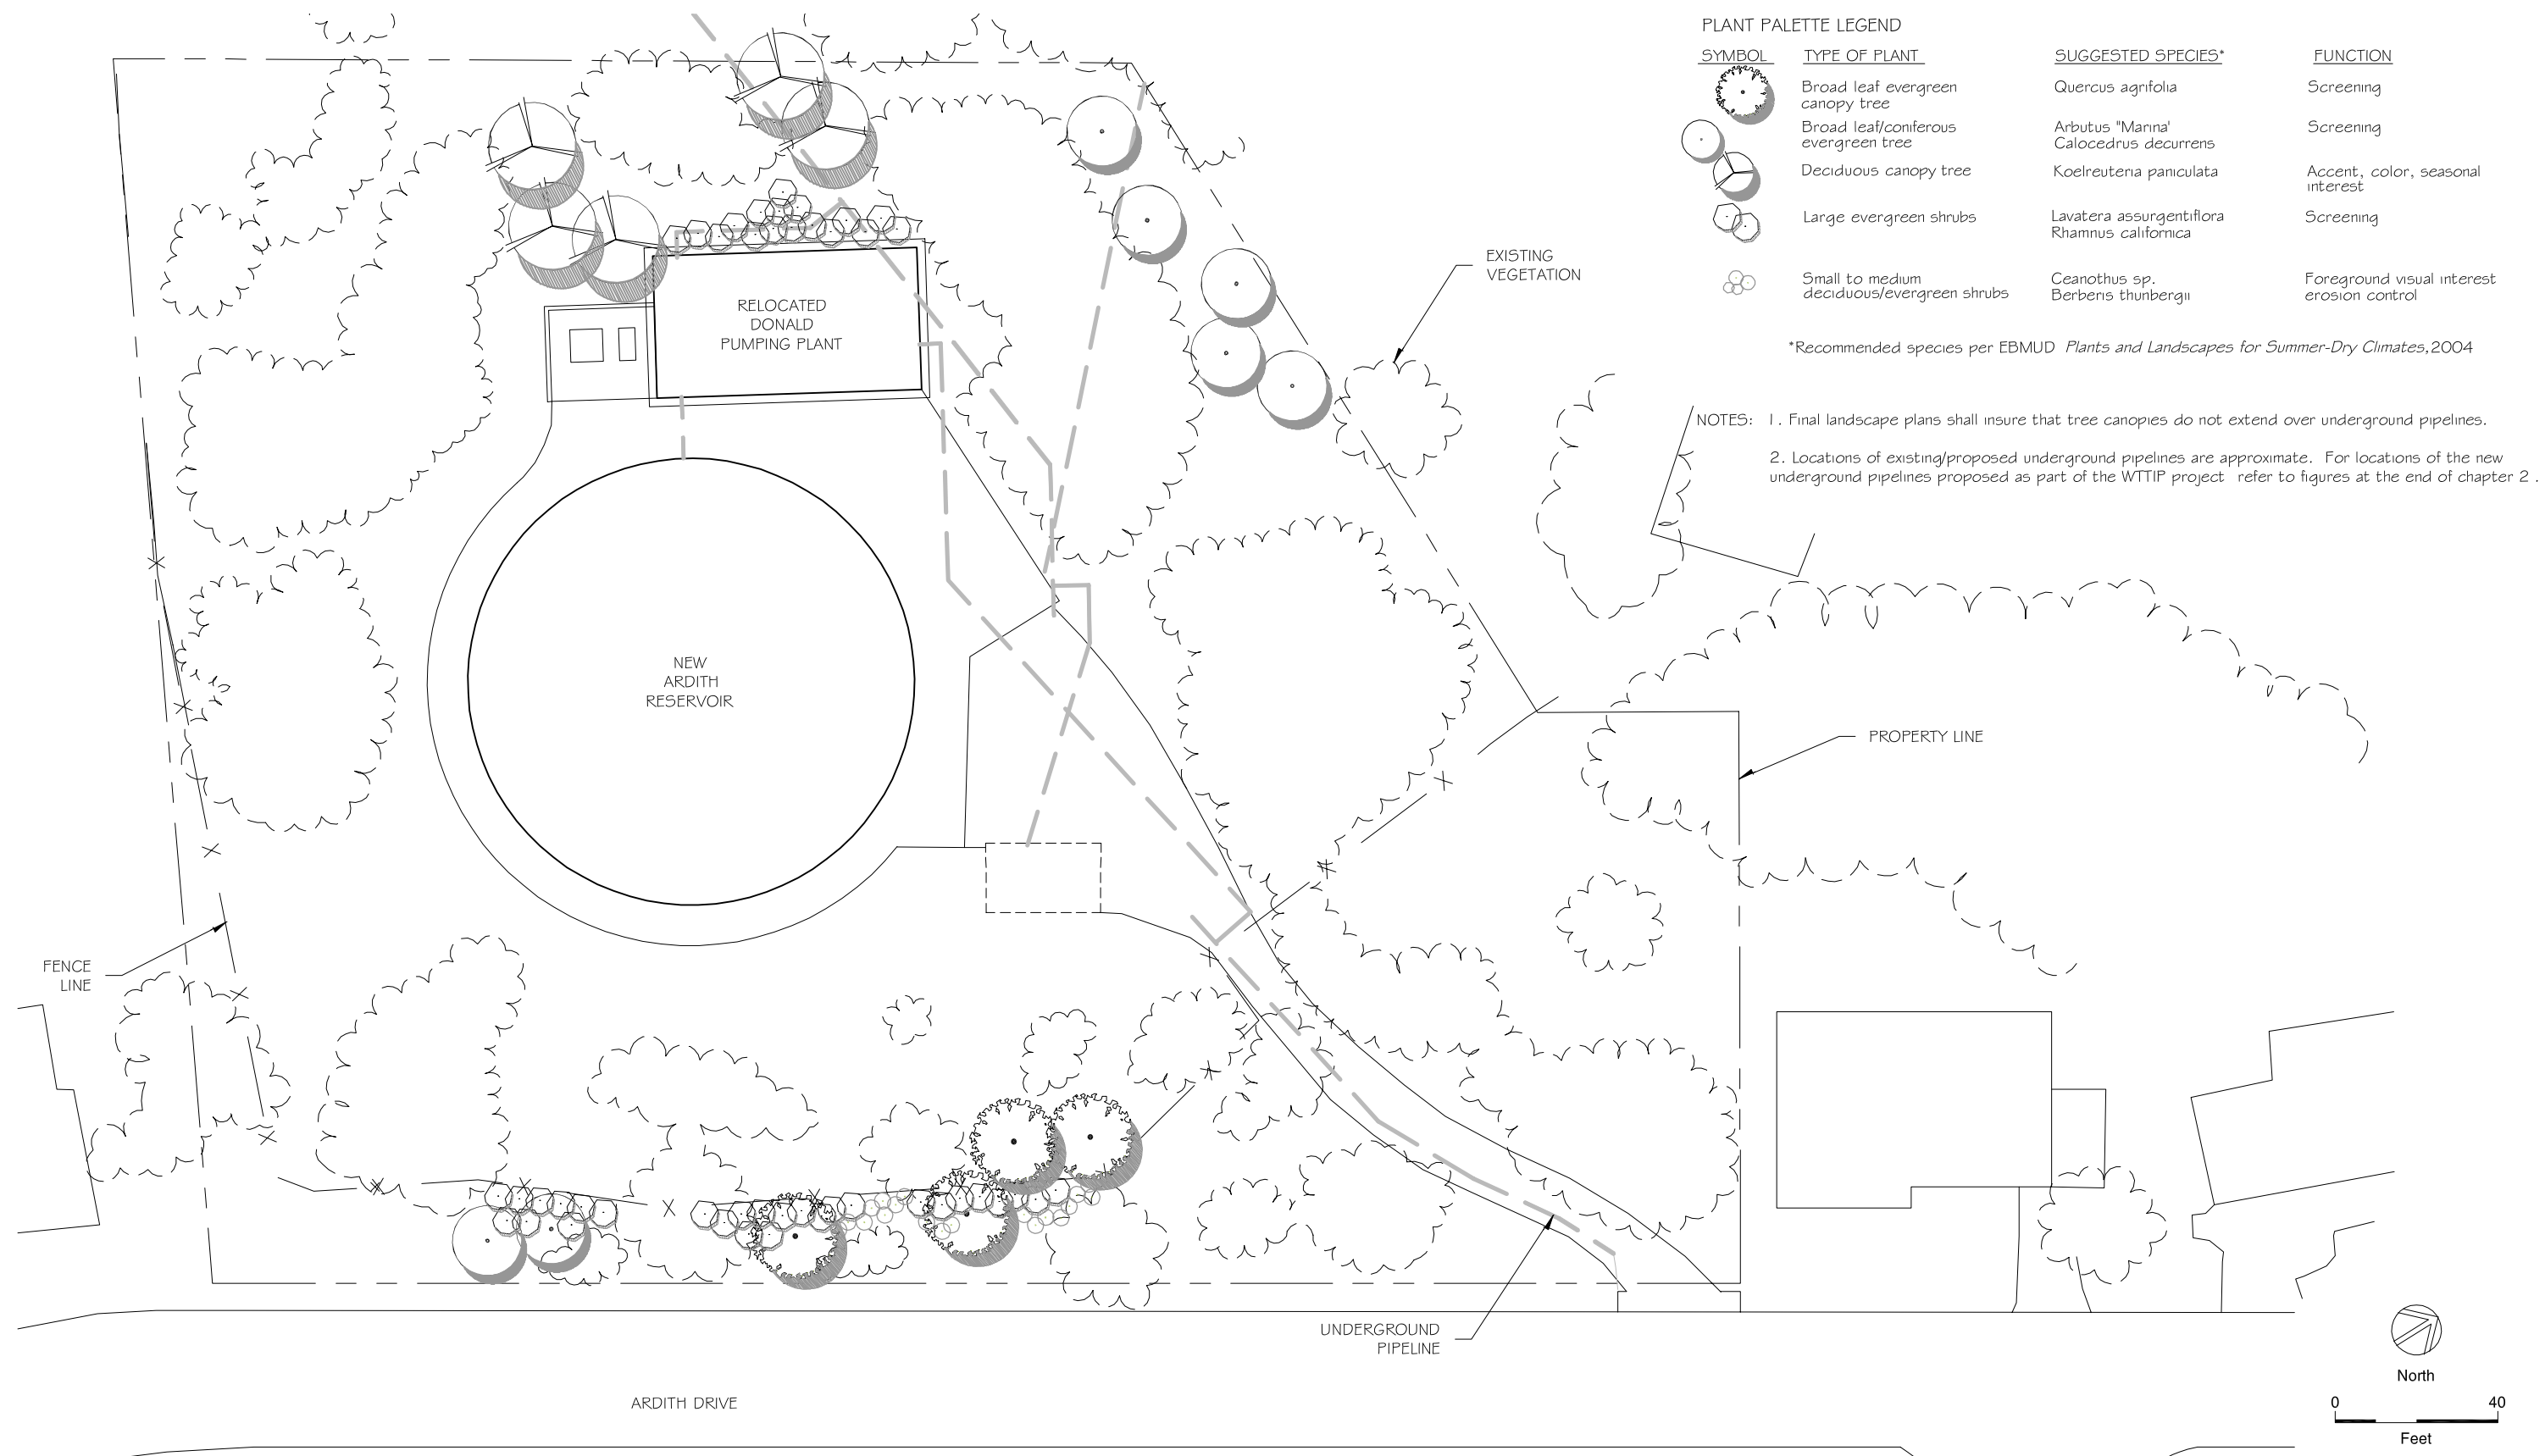 PLANT PALETTE LEGEND
SYMBOL TYPE OF PLANT SUGGESTED SPECIES* FUNCTION
Broad leaf evergreen Quercus agrifolia Screening
canopy tree
Broad leaf/coniferous Arbutus "Marina' Screening
evergreen tree Calocedrus decurrens
Deciduous canopy tree Koelreuteria paniculata Accent, color, seasonal
interest
Large evergreen shrubs Lavatera assurgentiflora Screening
Rhamnus californica
Small to medium Ceanothus sp. Foreground visual interest
deciduous/evergreen shrubs Berberis thunbergii erosion control
*Recommended species per EBMUD Plants and Landscapes for Summer-Dry Climates, 2004
NOTES: 1. Final landscape plans shall insure that tree canopies do not extend over underground pipelines.
2. Locations of existing/proposed underground pipelines are approximate. For locations of the new
underground pipelines proposed as part of the WTTIP project refer to figures at the end of chapter 2.
EXISTING
VEGETATION
RELOCATED
DONALD
PUMPING PLANT
NEW
ARDITH
RESERVOIR
PROPERTY LINE
FENCE
LINE
UNDERGROUND
PIPELINE
ARDITH DRIVE
North
0 40
Feet